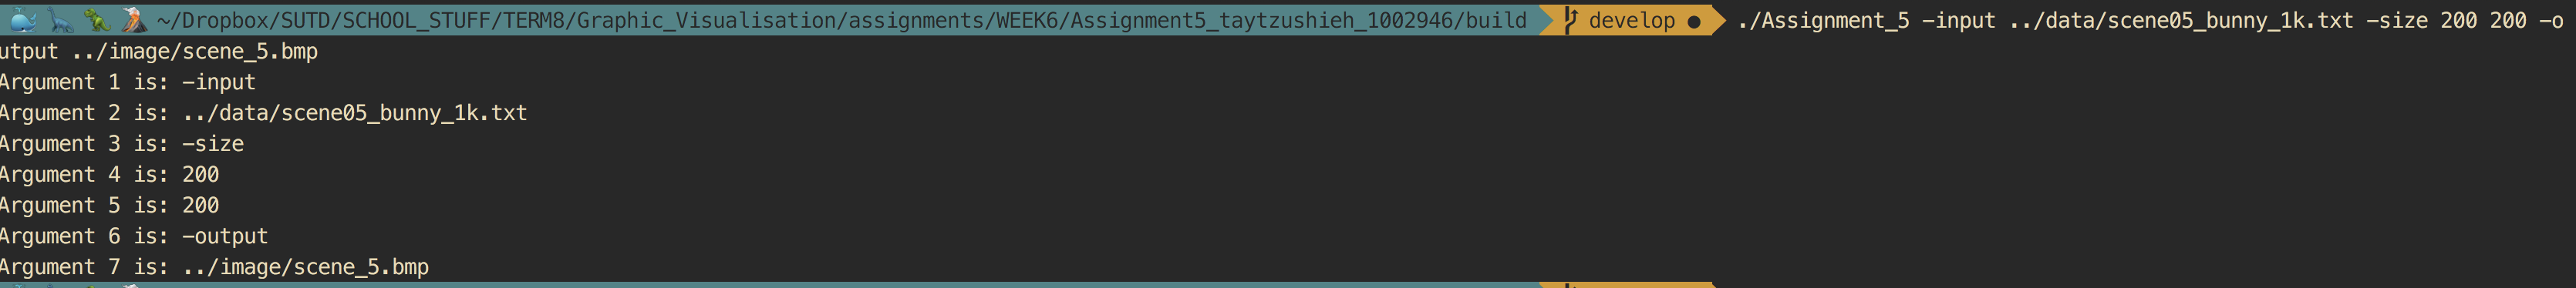 ~/Dropbox/SUTD/SCHOOL_STUFF/TERM8/Graphic_Visualisation/assignments/WEEK6/Assignment5_taytzushieh_1002946/build develop ● ./Assignment_5 -input ../data/scene05_bunny_1k.txt -size 200 200 -o
utput ../image/scene_5.bmp
Argument 1 is: -input
Argument 2 is: ../data/scene05_bunny_1k.txt
Argument 3 is: -size
Argument 4 is: 200
Argument 5 is: 200
Argument 6 is: -output
Argument 7 is: ../image/scene_5.bmp